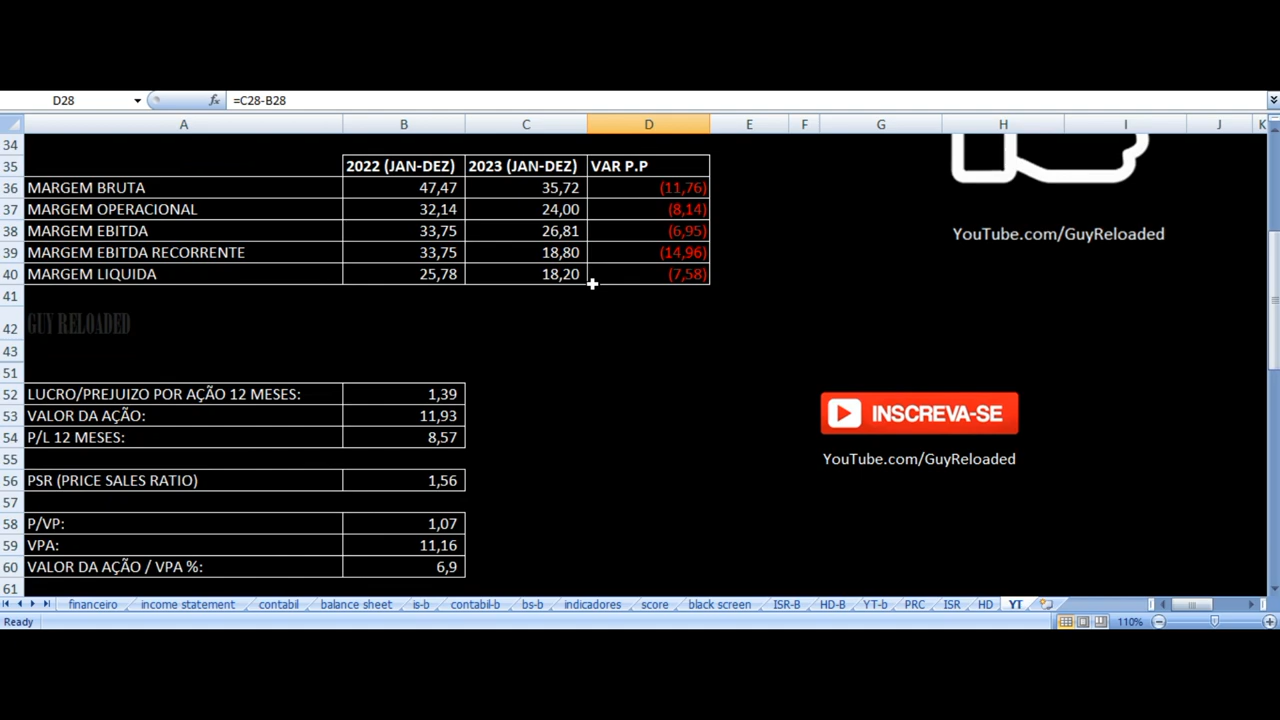 D28 =C28-B28
A B C D E F G H I J K
34
35 2022 (JAN-DEZ) 2023 (JAN-DEZ) VAR P.P
36 MARGEM BRUTA 47,47 35,72 (11,76)
37 MARGEM OPERACIONAL 32,14 24,00 (8,14)
38 MARGEM EBITDA 33,75 26,81 (6,95)
39 MARGEM EBITDA RECORRENTE 33,75 18,80 (14,96)
40 MARGEM LIQUIDA 25,78 18,20 (7,58)
YouTube.com/GuyReloaded
41
42 GUY RELOADED
43
51
52 LUCRO/PREJUIZO POR AÇÃO 12 MESES: 1,39
53 VALOR DA AÇÃO: 11,93
54 P/L 12 MESES: 8,57
INSCREVA-SE
YouTube.com/GuyReloaded
55
56 PSR (PRICE SALES RATIO) 1,56
57
58 P/VP: 1,07
59 VPA: 11,16
60 VALOR DA AÇÃO / VPA %: 6,9
61
financeiro income statement contabil balance sheet is-b contabil-b bs-b indicadores score black screen ISR-B HD-B YT-b PRC ISR HD YT
Ready 110%